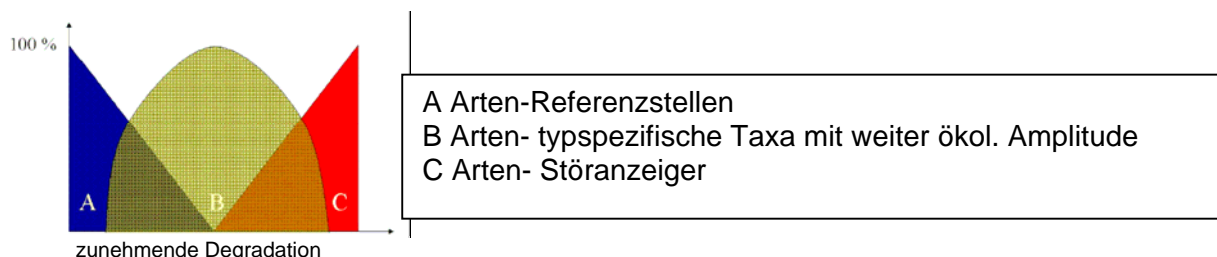 100 %
A
B
C
zunehmende Degradation
A Arten-Referenzstellen
B Arten- typspezifische Taxa mit weiter ökol. Amplitude
C Arten- Störanzeiger